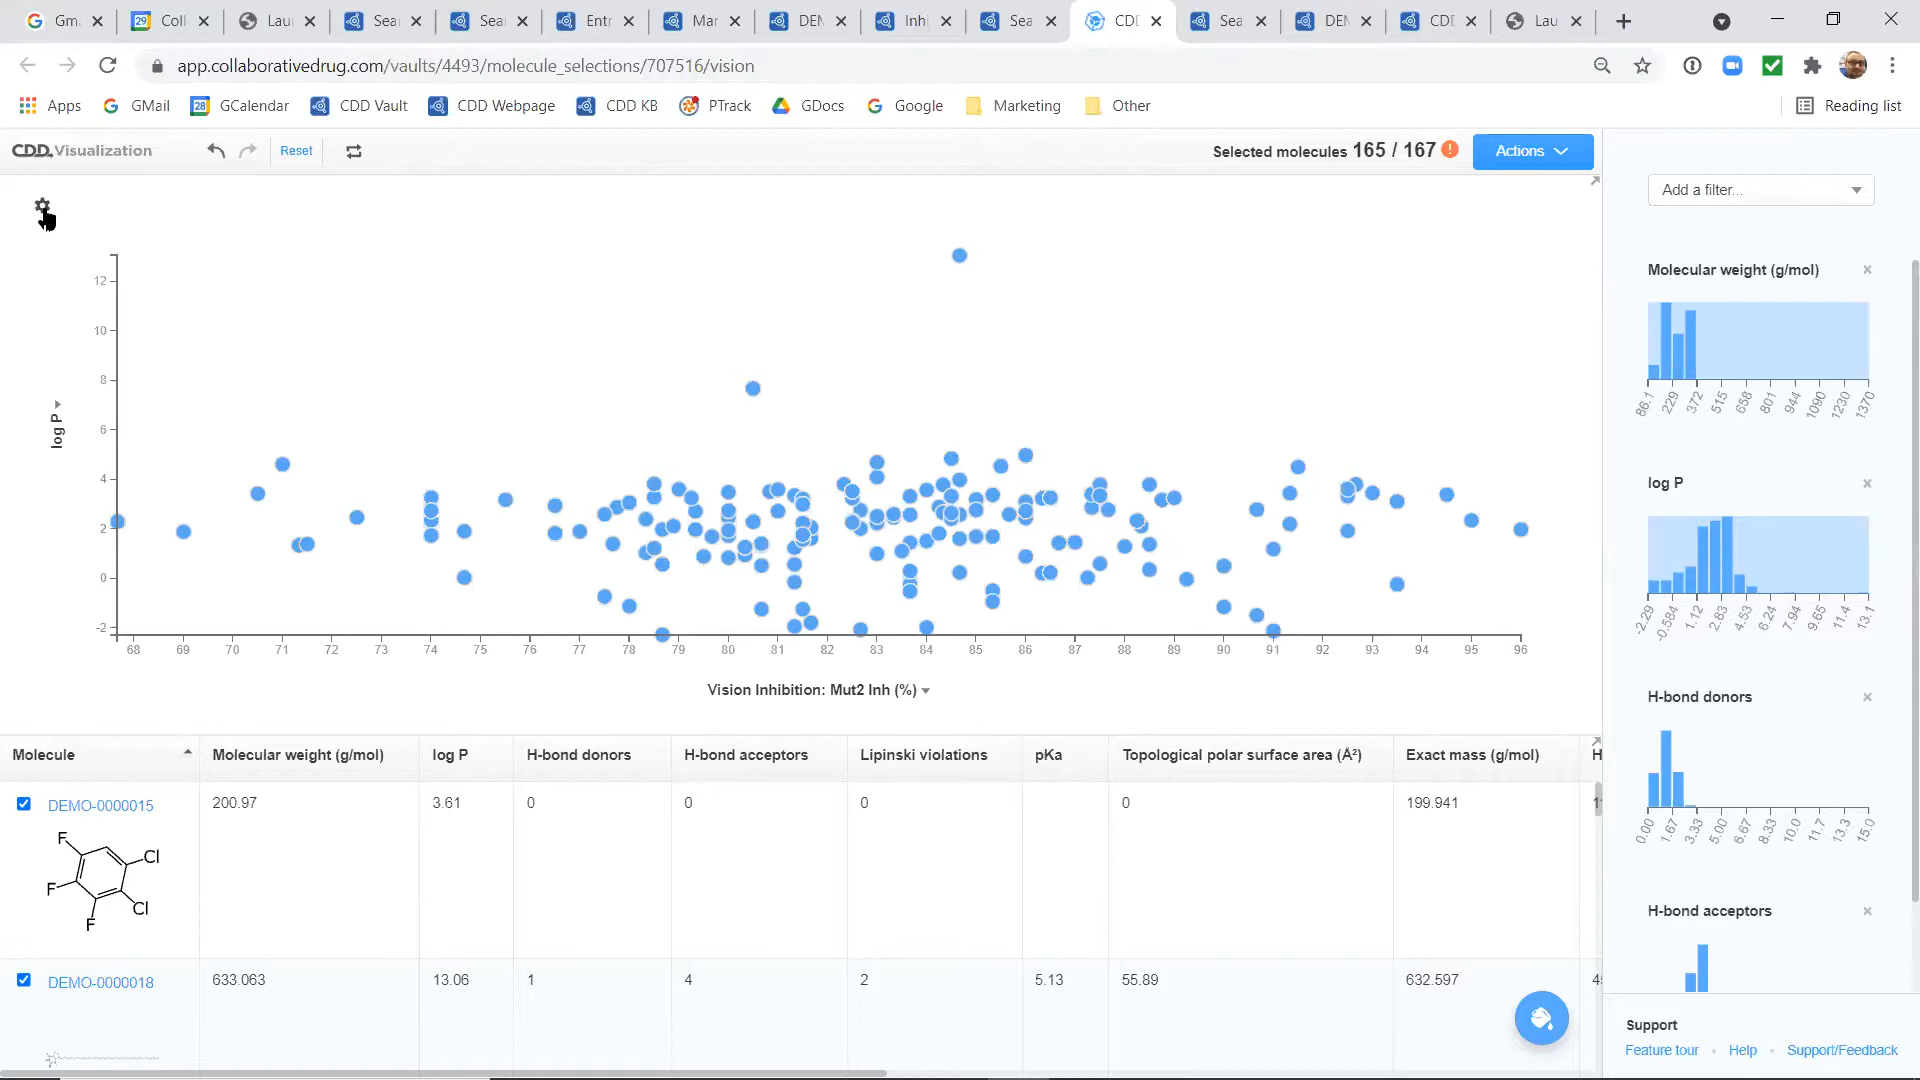 Gm
Coll
Laun
Sear
Sear
Entr
Mar
DEM
Inhi
Sea
CDD
Sea
DEM
CDD
Lau
app.collaborativedrug.com/vaults/4493/molecule_selections/707516/vision
Apps
GMail
GCalendar
CDD Vault
CDD Webpage
CDD KB
PTrack
GDocs
Google
Marketing
Other
Reading list
CDD. Visualization
Reset
Selected molecules 165 / 167
Actions
Add a filter...
12
10
8
6
4
2
0
-2
log P
68 69 70 71 72 73 74 75 76 77 78 79 80 81 82 83 84 85 86 87 88 89 90 91 92 93 94 95 96
Vision Inhibition: Mut2 Inh (%)
Molecular weight (g/mol)
86.1 229 372 515 658 801 944 1090 1230 1370
log P
-2.29 -0.584 1.12 2.83 4.53 6.24 7.94 9.65 11.4 13.1
H-bond donors
0.00 1.67 3.33 5.00 6.67 8.33 10.0 11.7 13.3 15.0
H-bond acceptors
Molecule Molecular weight (g/mol) log P H-bond donors H-bond acceptors Lipinski violations pKa Topological polar surface area (Å²) Exact mass (g/mol) H
DEMO-0000015 200.97 3.61 0 0 0 0 199.941
F
Cl
F
Cl
F
DEMO-0000018 633.063 13.06 1 4 2 5.13 55.89 632.597
Support
Feature tour
Help
Support/Feedback